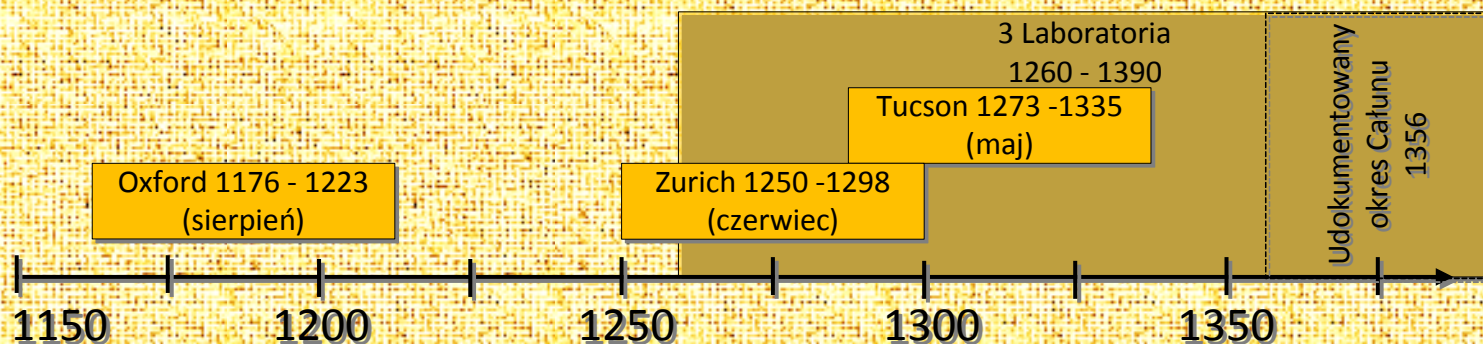 3 Laboratoria
1260 - 1390
Tucson 1273 -1335
(maj)
Oxford 1176 - 1223
(sierpień)
Zurich 1250 -1298
(czerwiec)
Udokumentowany
okres Całunu
1356
1150
1200
1250
1300
1350